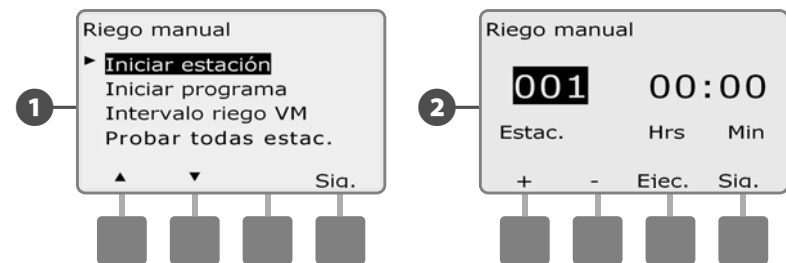 Riego manual
► Iniciar estación
Iniciar programa
Intervalo riego VM
Probar todas estac.
▲ ▼ Sig.
1
Riego manual
001 00:00
Estac. Hrs Min
+ - Ejec. Sig.
2